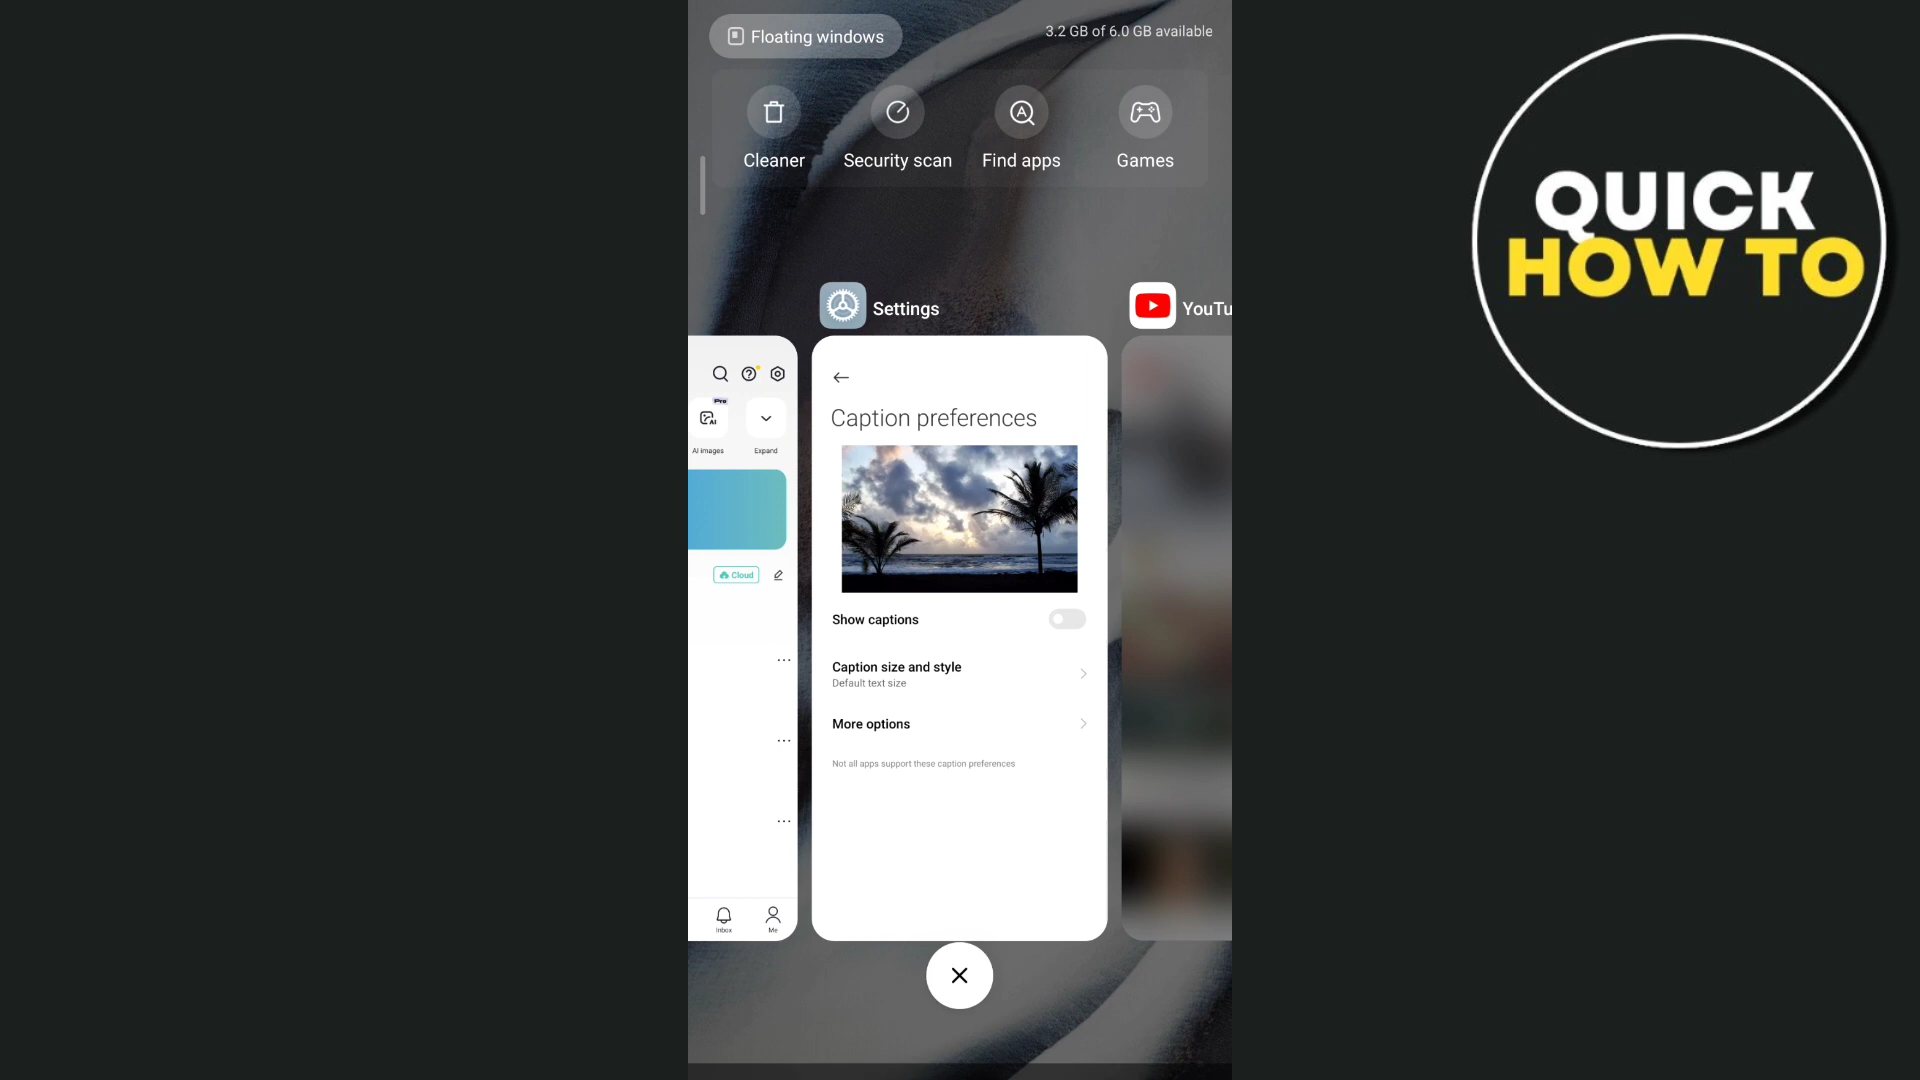 Floating windows
3.2 GB of 6.0 GB available
Cleaner
Security scan
Find apps
Games
Settings
YouTu
Pro
AI
AI images
Expand
Cloud
Inbox
Me
Caption preferences
Show captions
Caption size and style
Default text size
More options
Not all apps support these caption preferences
QUICK
HOW TO